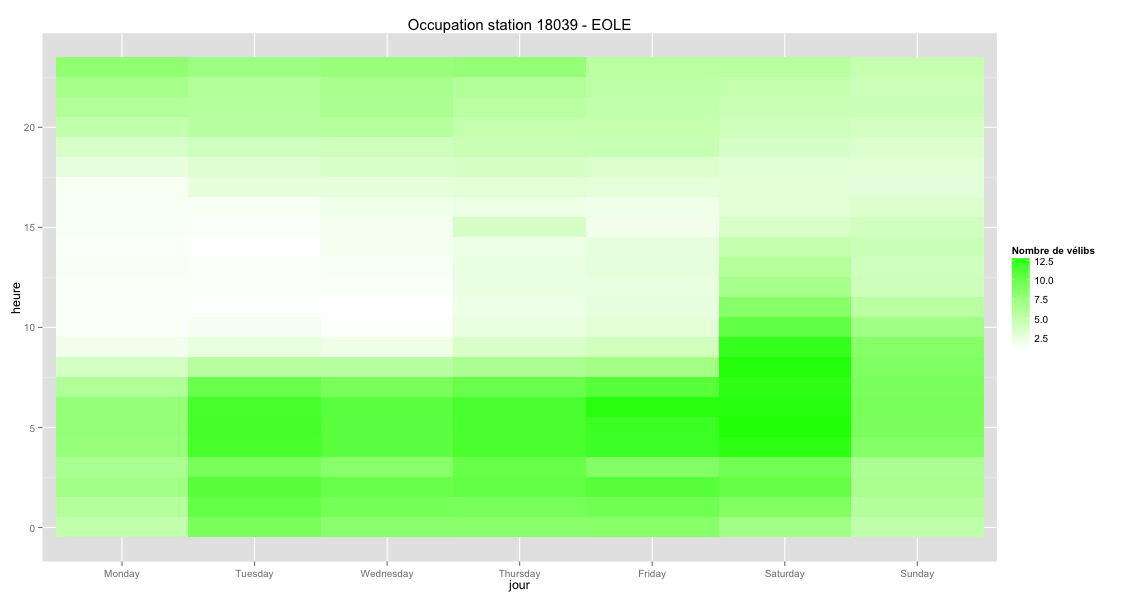 Occupation station 18039 - EOLE
heure
20
15
10
5
0
Monday Tuesday Wednesday Thursday Friday Saturday Sunday
jour
Nombre de vélibs
12.5
10.0
7.5
5.0
2.5